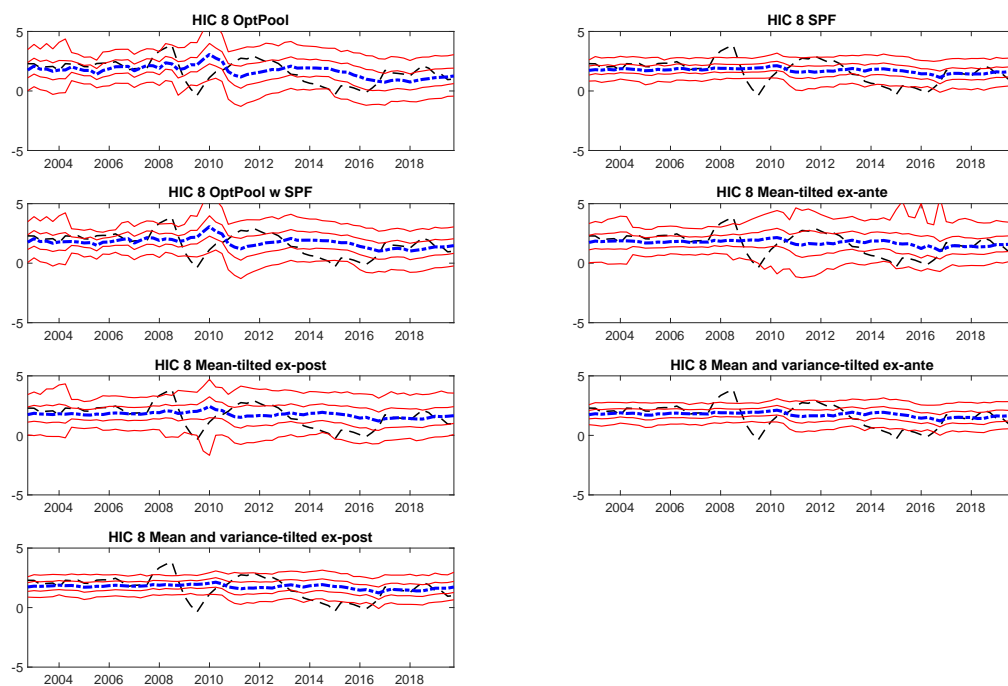 HIC 8 OptPool
5
0
-5
2004 2006 2008 2010 2012 2014 2016 2018
HIC 8 SPF
5
0
-5
2004 2006 2008 2010 2012 2014 2016 2018
HIC 8 OptPool w SPF
5
0
-5
2004 2006 2008 2010 2012 2014 2016 2018
HIC 8 Mean-tilted ex-ante
5
0
-5
2004 2006 2008 2010 2012 2014 2016 2018
HIC 8 Mean-tilted ex-post
5
0
-5
2004 2006 2008 2010 2012 2014 2016 2018
HIC 8 Mean and variance-tilted ex-ante
5
0
-5
2004 2006 2008 2010 2012 2014 2016 2018
HIC 8 Mean and variance-tilted ex-post
5
0
-5
2004 2006 2008 2010 2012 2014 2016 2018